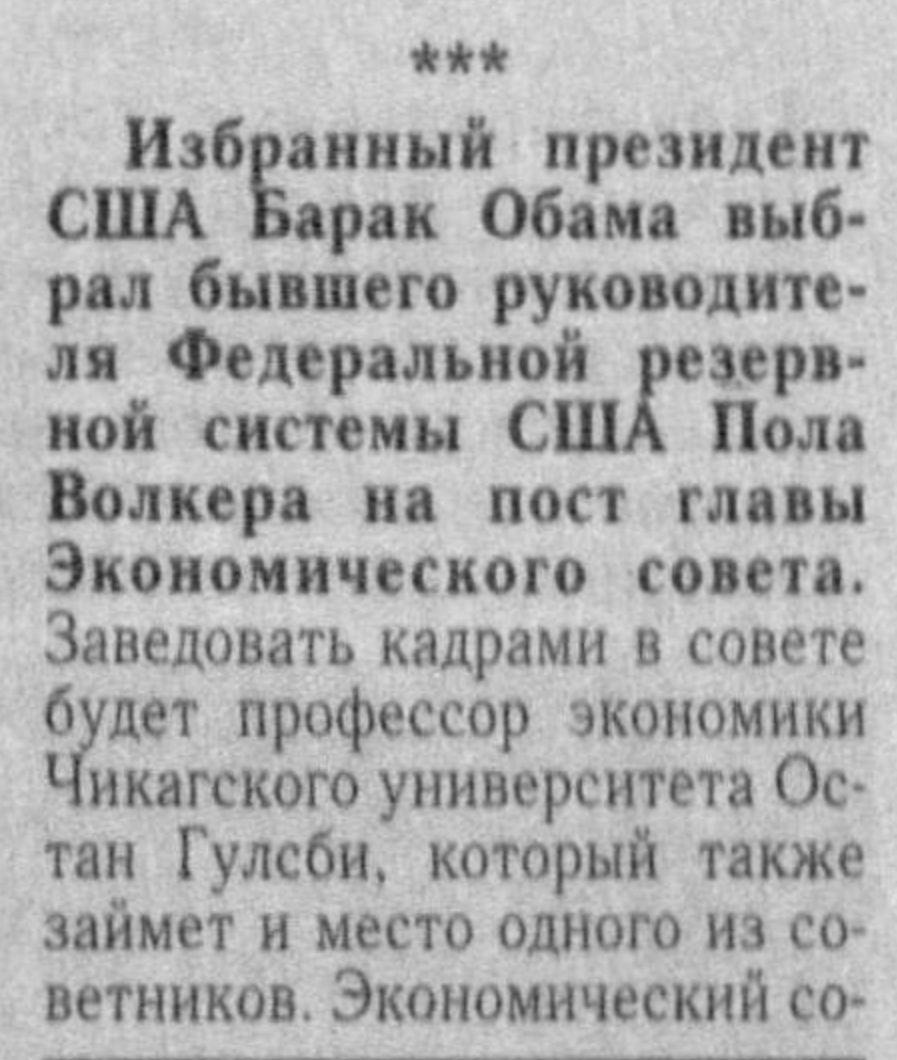 ***
Избранный президент
США Барак Обама выб-
рал бывшего руководите-
ля Федеральной резерв-
ной системы США Пола
Волкера на пост главы
Экономического совета.
Заведовать кадрами в совете
будет профессор экономики
Чикагского университета Ос-
тан Гулсби, который также
займет и место одного из со-
ветников. Экономический со-